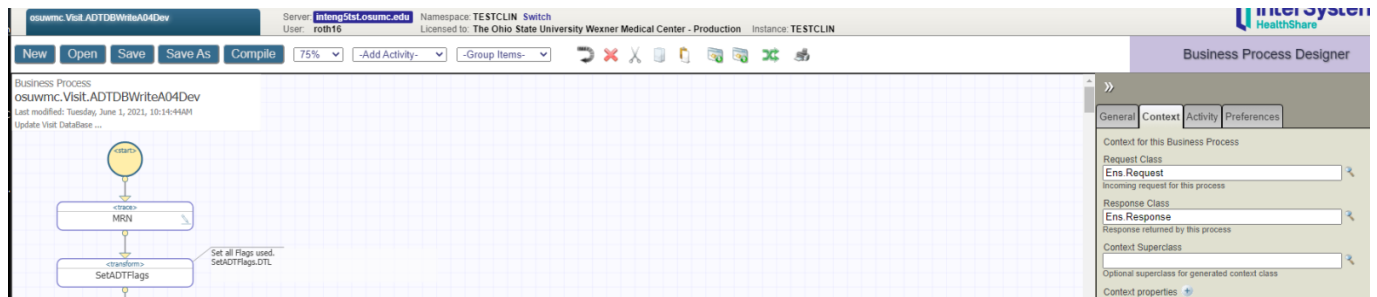 osuwmc.Visit.ADTDBWriteA04Dev
Server: inteng5tst.osumc.edu Namespace: TESTCLIN Switch
User: roth16 Licensed to: The Ohio State University Wexner Medical Center - Production Instance: TESTCLIN
InterSystem
HealthShare
New Open Save Save As Compile 75% -Add Activity- -Group Items-
Business Process Designer
Business Process
osuwmc.Visit.ADTDBWriteA04Dev
Last modified: Tuesday, June 1, 2021, 10:14:44AM
Update Visit DataBase ...
<start>
<trace>
MRN
Set all Flags used.
SetADTFlags.DTL
<transform>
SetADTFlags
»
General Context Activity Preferences
Context for this Business Process
Request Class
Ens.Request
Incoming request for this process
Response Class
Ens.Response
Response returned by this process
Context Superclass
Optional superclass for generated context class
Context properties